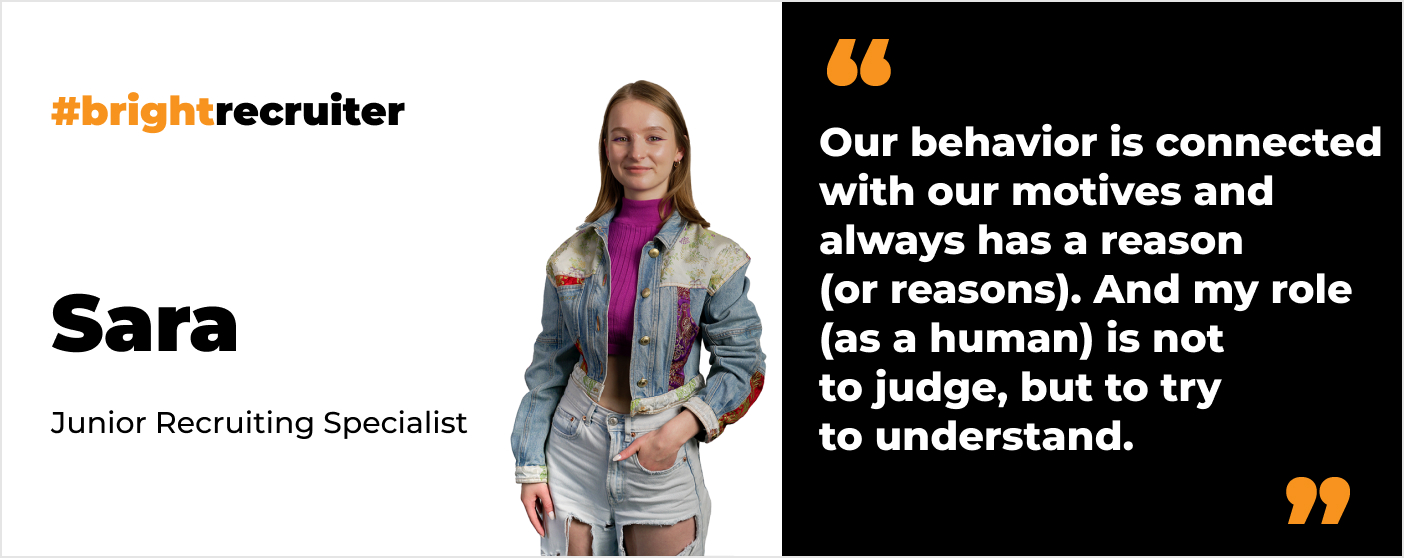 #brightrecruiter
Sara
Junior Recruiting Specialist
“
Our behavior is connected
with our motives and
always has a reason
(or reasons). And my role
(as a human) is not
to judge, but to try
to understand.
”